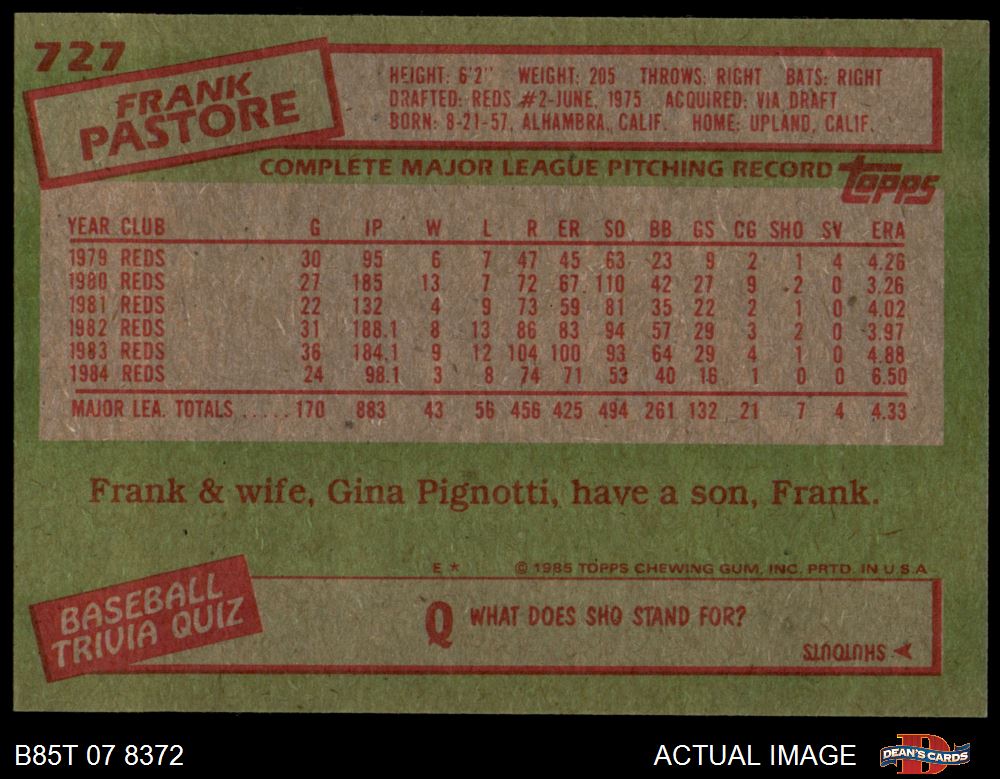 727
FRANK
PASTORE
HEIGHT: 6'2" WEIGHT: 205 THROWS: RIGHT BATS: RIGHT
DRAFTED: REDS #2-JUNE, 1975 ACQUIRED: VIA DRAFT
BORN: 8-21-57, ALHAMBRA, CALIF. HOME: UPLAND, CALIF.
COMPLETE MAJOR LEAGUE PITCHING RECORD topps
YEAR CLUB G IP W L R ER SO BB GS CG SHO SV ERA
1979 REDS 30 95 6 7 47 45 63 23 9 2 1 4 4.26
1980 REDS 27 185 13 7 72 67 110 42 27 9 2 0 3.26
1981 REDS 22 132 4 9 73 59 81 35 22 2 1 0 4.02
1982 REDS 31 188.1 8 13 86 83 94 57 29 3 2 0 3.97
1983 REDS 36 184.1 9 12 104 100 93 64 29 4 1 0 4.88
1984 REDS 24 98.1 3 8 74 71 53 40 16 1 0 0 6.50
MAJOR LEA. TOTALS ..... 170 883 43 56 456 425 494 261 132 21 7 4 4.33
Frank & wife, Gina Pignotti, have a son, Frank.
E * © 1985 TOPPS CHEWING GUM, INC. PRTD. IN U S A
BASEBALL
TRIVIA QUIZ
Q WHAT DOES SHO STAND FOR?
SHUTOUTS
B85T 07 8372 ACTUAL IMAGE DEAN'S CARDS